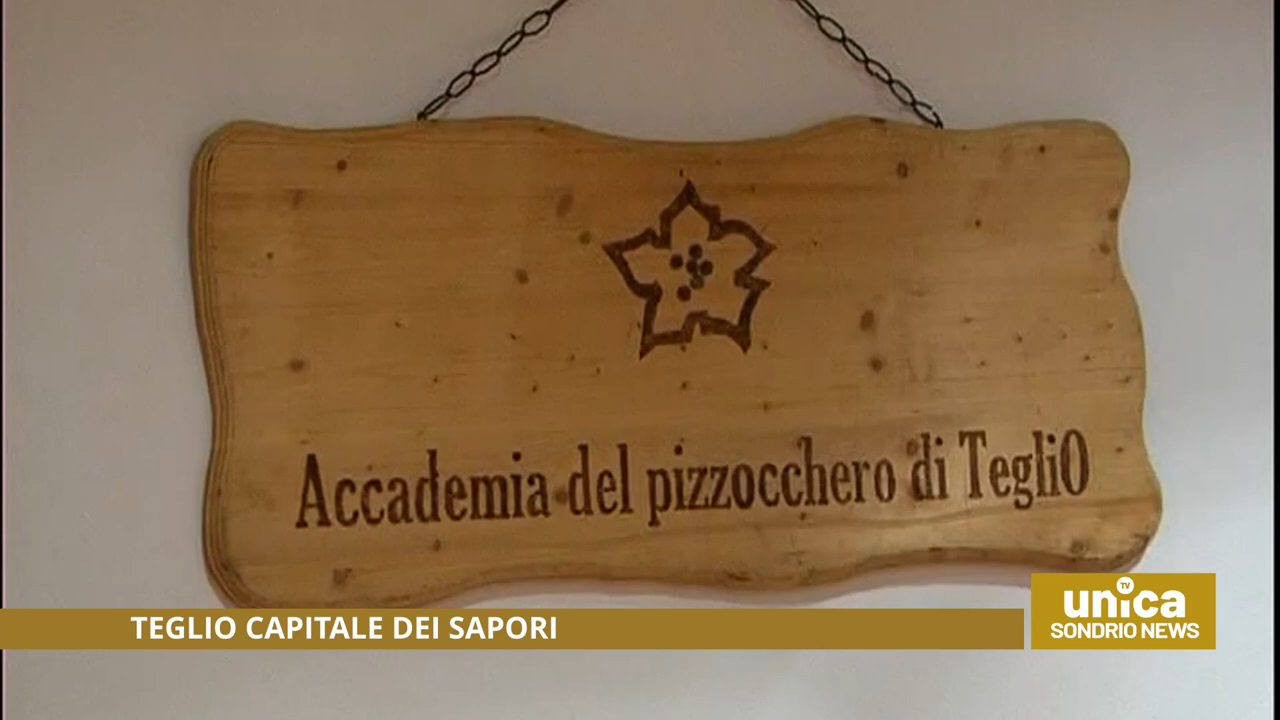 Accademia del pizzocchero di TegliO
TEGLIO CAPITALE DEI SAPORI
TV
unica
SONDRIO NEWS